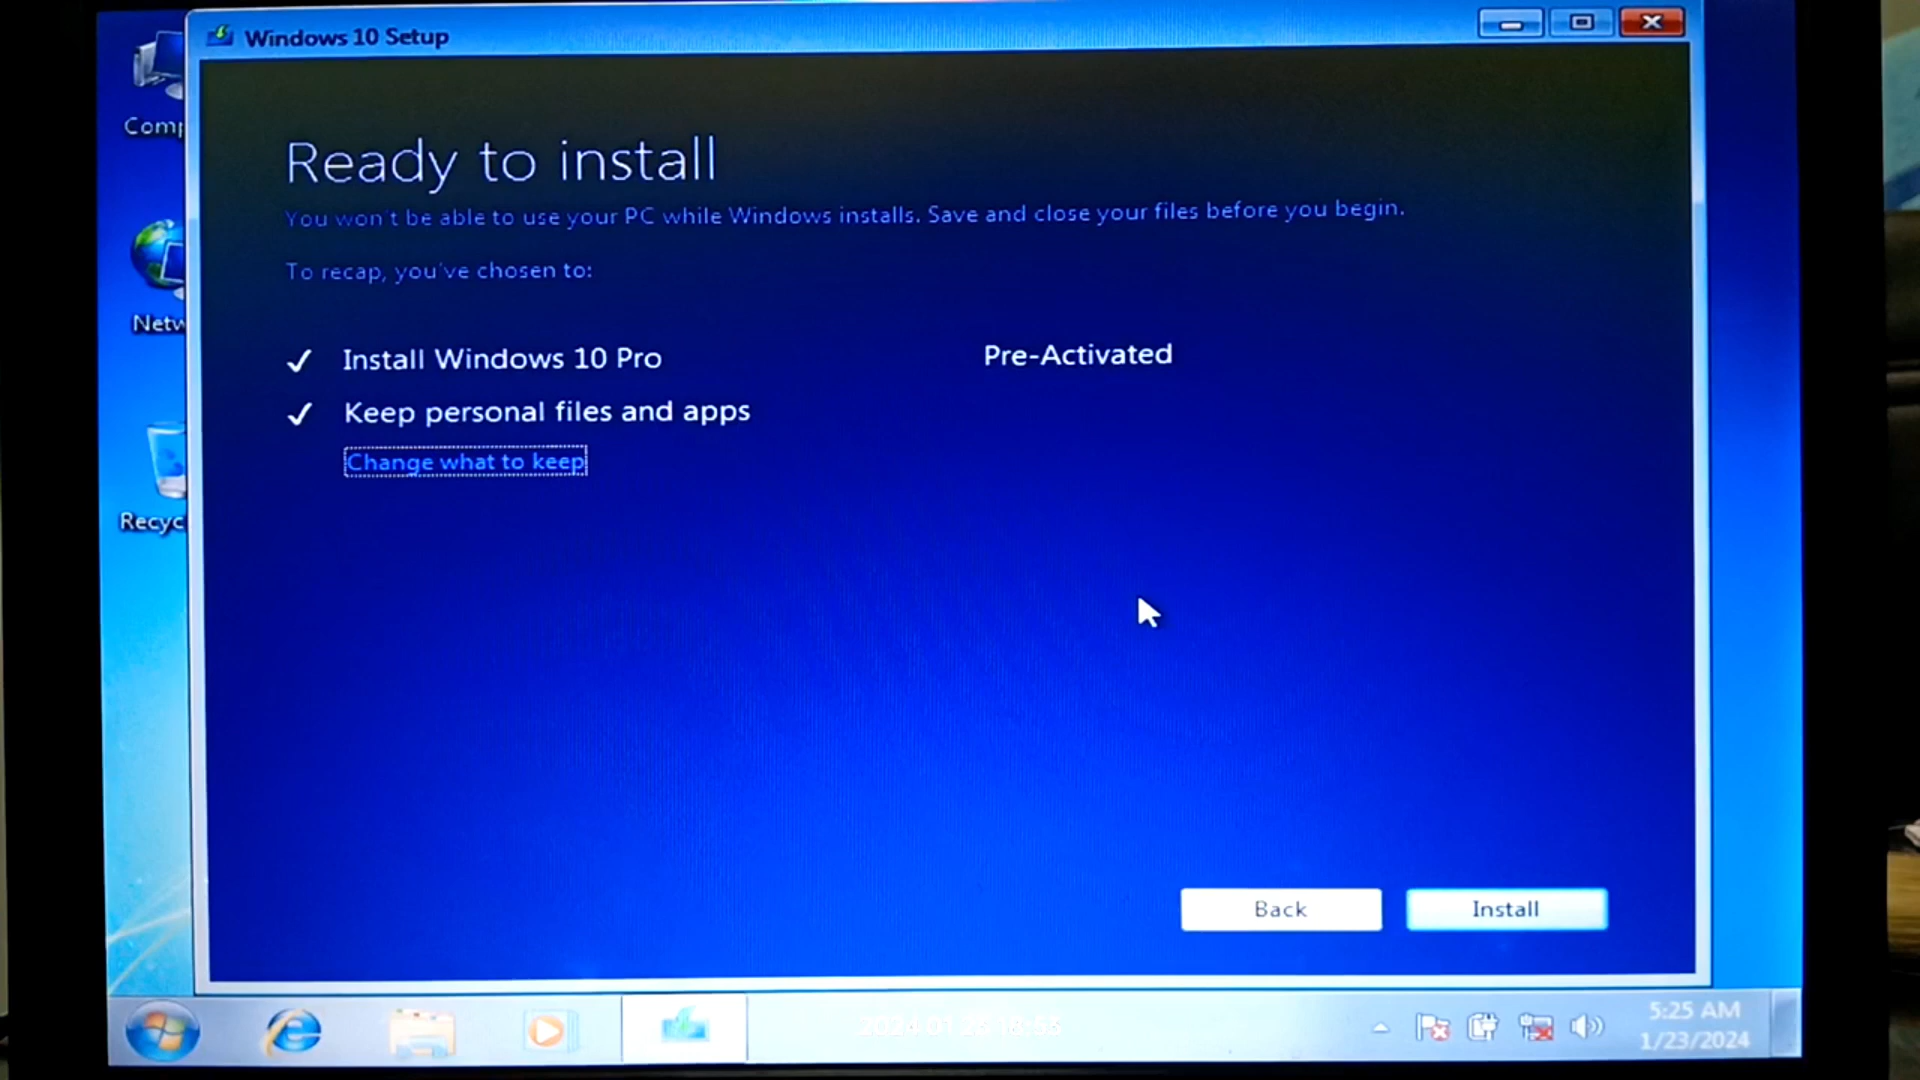 Windows 10 Setup
Comp
Ready to install
You won't be able to use your PC while Windows installs. Save and close your files before you begin.
To recap, you've chosen to:
Netw
Install Windows 10 Pro
Pre-Activated
Keep personal files and apps
Change what to keep
Recyc
Back
Install
5:25 AM
1/23/2024